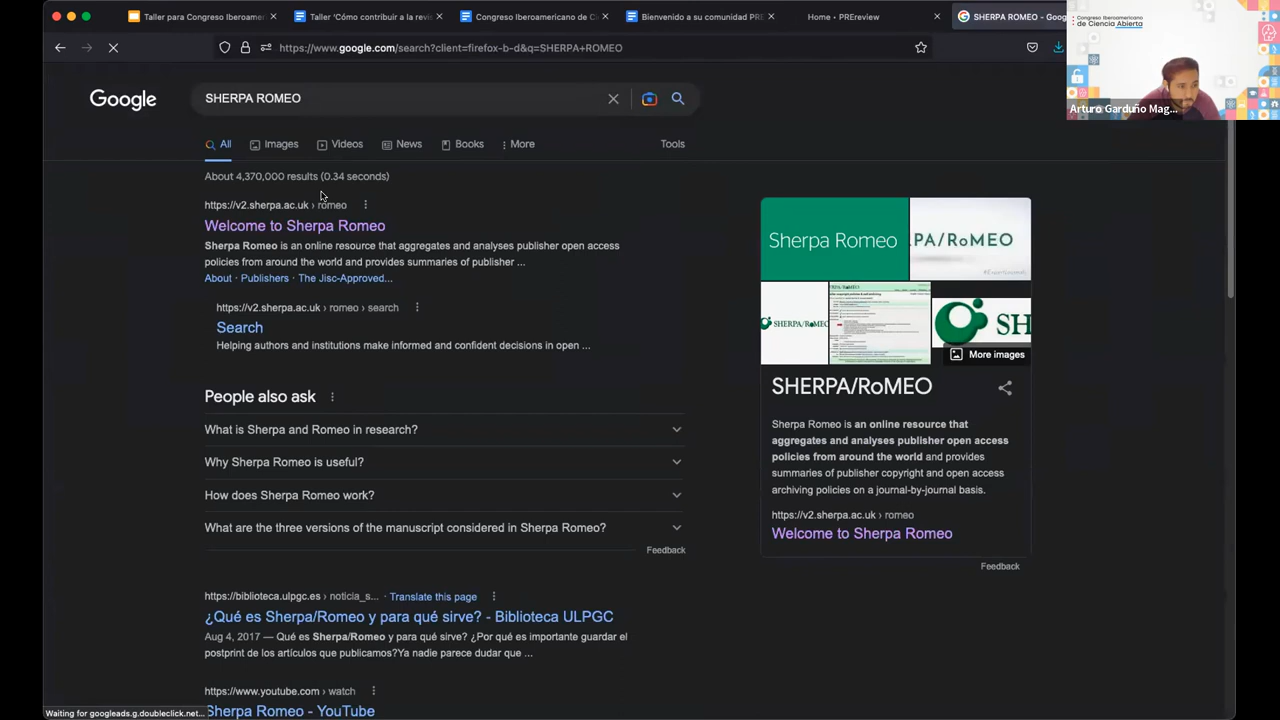 Taller para Congreso Iberoamer
Taller 'Cómo contribuir a la revis
Congreso Iberoamericano de Ci
Bienvenido a su comunidad PRE
Home • PREreview
SHERPA ROMEO - Goo
https://www.google.com/search?client=firefox-b-d&q=SHERPA+ROMEO
Congreso Iberoamericano
de Ciencia Abierta
Arturo Garduño Mag...
Google
SHERPA ROMEO
All
Images
Videos
News
Books
More
Tools
About 4,370,000 results (0.34 seconds)
https://v2.sherpa.ac.uk › romeo
Welcome to Sherpa Romeo
Sherpa Romeo is an online resource that aggregates and analyses publisher open access
policies from around the world and provides summaries of publisher ...
About · Publishers · The Jisc-Approved...
https://v2.sherpa.ac.uk › romeo › search
Search
Helping authors and institutions make informed and confident decisions in open ...
People also ask
What is Sherpa and Romeo in research?
Why Sherpa Romeo is useful?
How does Sherpa Romeo work?
What are the three versions of the manuscript considered in Sherpa Romeo?
Feedback
https://biblioteca.ulpgc.es › noticia_s... · Translate this page
¿Qué es Sherpa/Romeo y para qué sirve? - Biblioteca ULPGC
Aug 4, 2017 — Qué es Sherpa/Romeo y para qué sirve? ¿Por qué es importante guardar el
postprint de los artículos que publicamos?Ya nadie parece dudar que ...
https://www.youtube.com › watch
Sherpa Romeo - YouTube
Sherpa Romeo
RPA/RoMEO
SHERPA/RoMEO
SH
More images
SHERPA/RoMEO
Sherpa Romeo is an online resource that
aggregates and analyses publisher open access
policies from around the world and provides
summaries of publisher copyright and open access
archiving policies on a journal-by-journal basis.
https://v2.sherpa.ac.uk › romeo
Welcome to Sherpa Romeo
Feedback
Waiting for googleads.g.doubleclick.net...